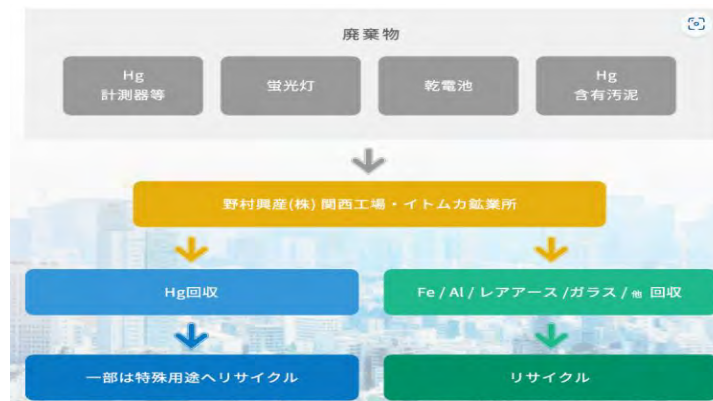 廃棄物
Hg
計測器等
蛍光灯
乾電池
Hg
含有汚泥
野村興産(株) 関西工場・イトムカ鉱業所
Hg回収
Fe / Al / レアアース /ガラス / 他 回収
一部は特殊用途へリサイクル
リサイクル